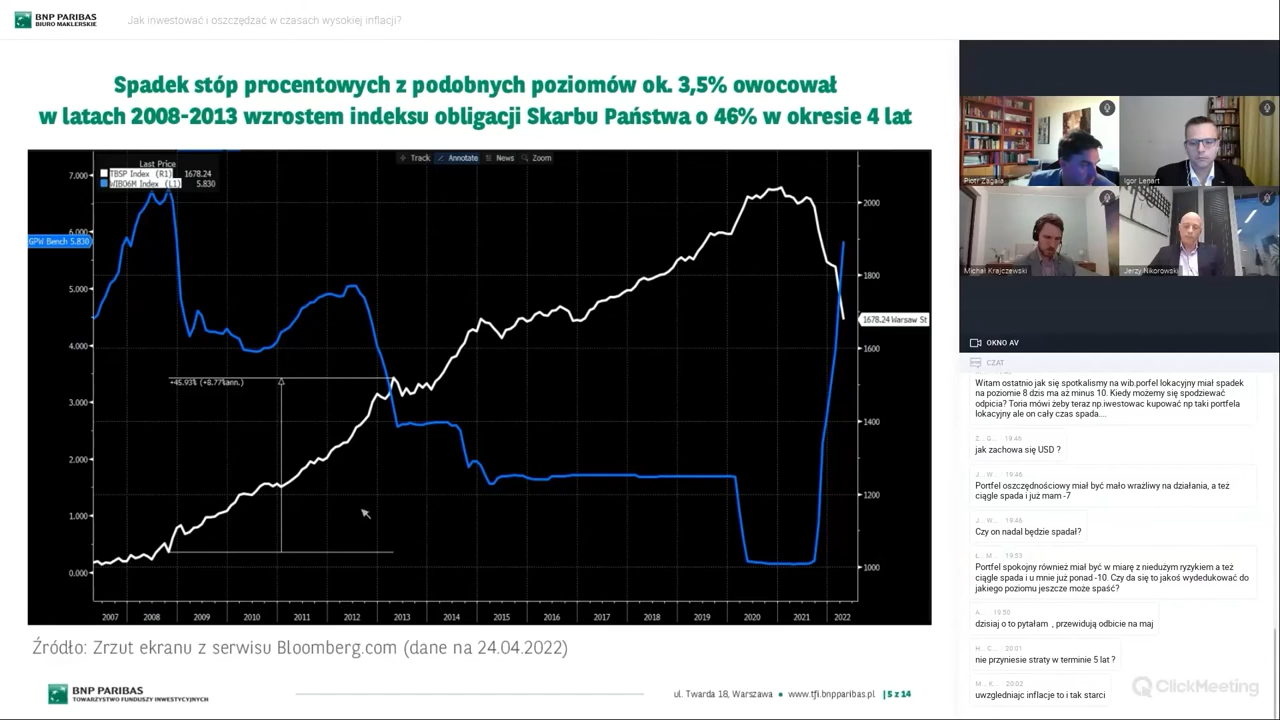 BNP PARIBAS
BIURO MAKLERSKIE
Jak inwestować i oszczędzać w czasach wysokiej inflacji?
Spadek stóp procentowych z podobnych poziomów ok. 3,5% owocował
w latach 2008-2013 wzrostem indeksu obligacji Skarbu Państwa o 46% w okresie 4 lat
Track Annotate News Zoom
Last Price
TBSP Index (R1) 1678.24
WIBO6M Index (L1) 5.830
7.000
6.000
GPW Bench 5.830
5.000
4.000
3.000
2.000
1.000
0.000
+45.93% (+8.77%ann.)
2000
1800
1678.24 Warsaw St
1600
1400
1200
1000
2007 2008 2009 2010 2011 2012 2013 2014 2015 2016 2017 2018 2019 2020 2021 2022
Źródło: Zrzut ekranu z serwisu Bloomberg.com (dane na 24.04.2022)
BNP PARIBAS
TOWARZYSTWO FUNDUSZY INWESTYCYJNYCH
ul. Twarda 18, Warszawa • www.tfi.bnpparibas.pl | 5 z 14
Piotr Zagała
Igor Lenart
Michał Krajczewski
Jerzy Nikorowski
OKNO AV
CZAT
Witam ostatnio jak się spotkalismy na wib.porfel lokacyjny miał spadek
na poziomie 8 dzis ma aż minus 10. Kiedy możemy się spodziewać
odpicia? Toria mówi żeby teraz np.iwestowac kupować np taki portfela
lokacyjny ale on cały czas spada....
Z... G... · 19:46
jak zachowa się USD ?
J... W... · 19:46
Portfel oszczędnościowy miał być mało wrażliwy na działania, a też
ciągle spada i już mam -7
J... W... · 19:46
Czy on nadal będzie spadał?
Ł... M... · 19:53
Portfel spokojny również miał być w miarę z niedużym ryzykiem a też
ciągle spada i u mnie już ponad -10. Czy da się to jakoś wydedukować do
jakiego poziomu jeszcze moze spaść?
A... 19:50
dzisiaj o to pytałam , przewidują odbicie na maj
H... C... · 20:01
nie przyniesie straty w terminie 5 lat ?
M... K... · 20:02
uwzgledniajc inflacje to i tak starci
ClickMeeting